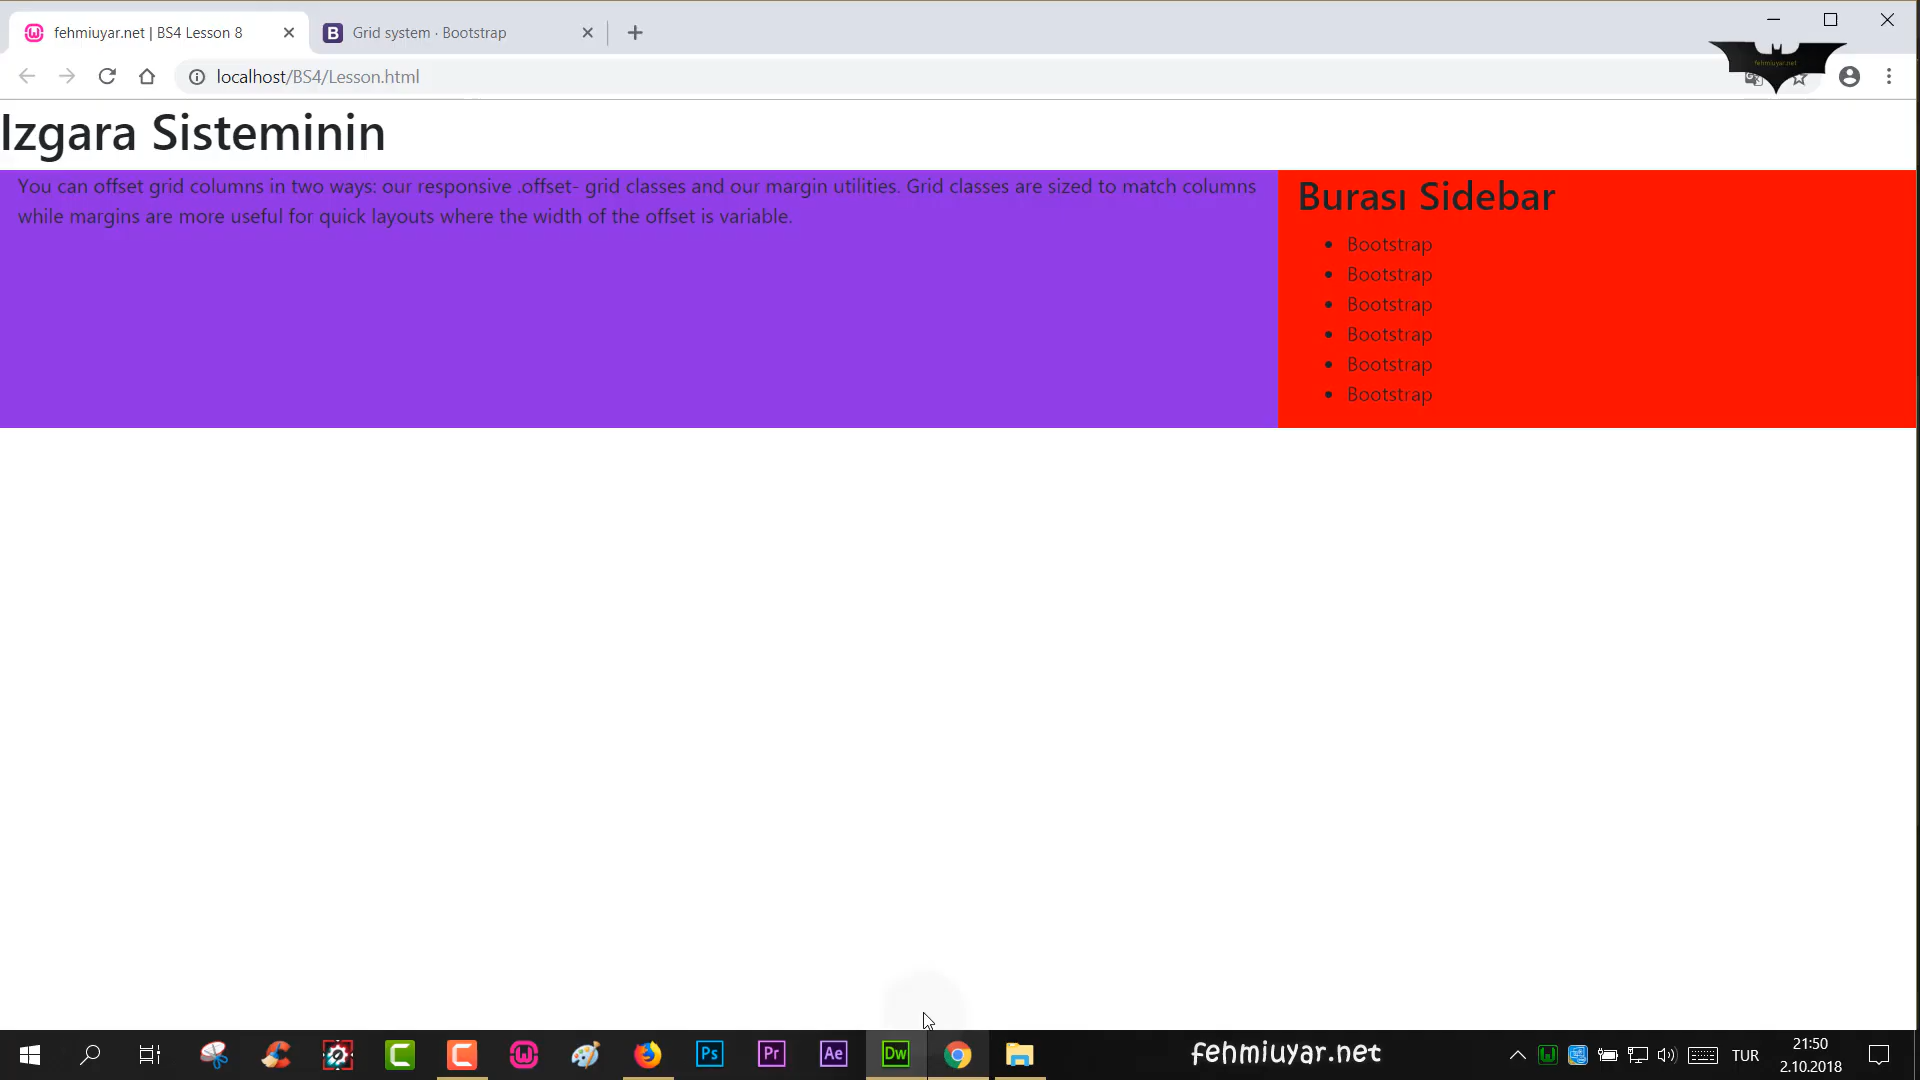 fehmiuyar.net | BS4 Lesson 8
Grid system · Bootstrap
localhost/BS4/Lesson.html
fehmiuyar.net
Izgara Sisteminin
You can offset grid columns in two ways: our responsive .offset- grid classes and our margin utilities. Grid classes are sized to match columns
while margins are more useful for quick layouts where the width of the offset is variable.
Burası Sidebar
Bootstrap
Bootstrap
Bootstrap
Bootstrap
Bootstrap
Bootstrap
Ps
Pr
Ae
Dw
fehmiuyar.net
TUR
21:50
2.10.2018